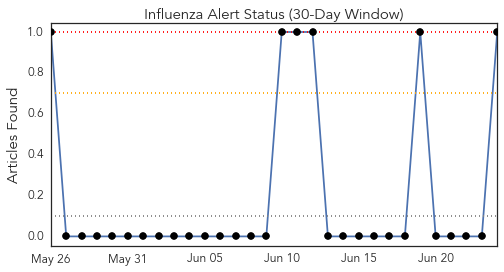 Influenza Alert Status (30-Day Window)
Articles Found
1.0
0.8
0.6
0.4
0.2
0.0
May 26 May 31 Jun 05 Jun 10 Jun 15 Jun 20